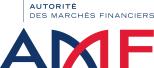 AUTORITÉ
DES MARCHÉS FINANCIERS
AMF